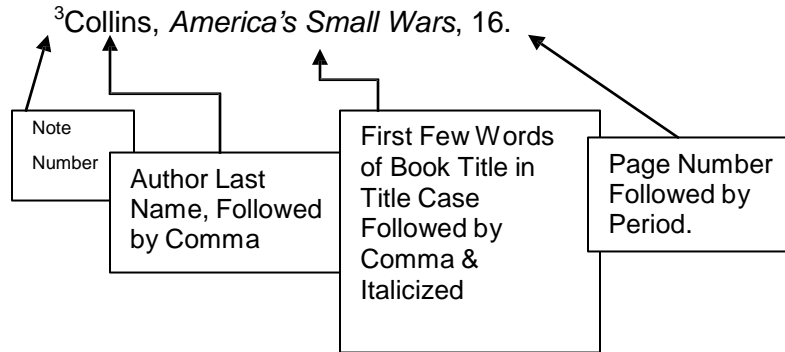 ³Collins, America's Small Wars, 16.
Note
Number
Author Last
Name, Followed
by Comma
First Few Words
of Book Title in
Title Case
Followed by
Comma &
Italicized
Page Number
Followed by
Period.